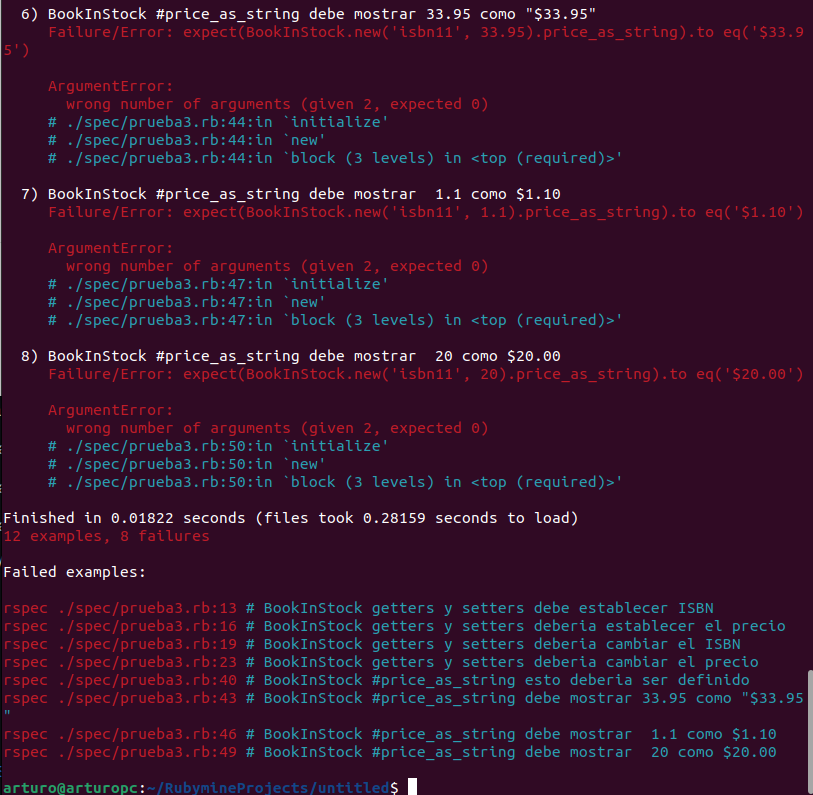 6) BookInStock #price_as_string debe mostrar 33.95 como "$33.95"
Failure/Error: expect(BookInStock.new('isbn11', 33.95).price_as_string).to eq('$33.9
5')
ArgumentError:
wrong number of arguments (given 2, expected 0)
# ./spec/prueba3.rb:44:in `initialize'
# ./spec/prueba3.rb:44:in `new'
# ./spec/prueba3.rb:44:in `block (3 levels) in <top (required)>'
7) BookInStock #price_as_string debe mostrar  1.1 como $1.10
Failure/Error: expect(BookInStock.new('isbn11', 1.1).price_as_string).to eq('$1.10')
ArgumentError:
wrong number of arguments (given 2, expected 0)
# ./spec/prueba3.rb:47:in `initialize'
# ./spec/prueba3.rb:47:in `new'
# ./spec/prueba3.rb:47:in `block (3 levels) in <top (required)>'
8) BookInStock #price_as_string debe mostrar  20 como $20.00
Failure/Error: expect(BookInStock.new('isbn11', 20).price_as_string).to eq('$20.00')
ArgumentError:
wrong number of arguments (given 2, expected 0)
# ./spec/prueba3.rb:50:in `initialize'
# ./spec/prueba3.rb:50:in `new'
# ./spec/prueba3.rb:50:in `block (3 levels) in <top (required)>'
Finished in 0.01822 seconds (files took 0.28159 seconds to load)
12 examples, 8 failures
Failed examples:
rspec ./spec/prueba3.rb:13 # BookInStock getters y setters debe establecer ISBN
rspec ./spec/prueba3.rb:16 # BookInStock getters y setters deberia establecer el precio
rspec ./spec/prueba3.rb:19 # BookInStock getters y setters deberia cambiar el ISBN
rspec ./spec/prueba3.rb:23 # BookInStock getters y setters deberia cambiar el precio
rspec ./spec/prueba3.rb:40 # BookInStock #price_as_string esto deberia ser definido
rspec ./spec/prueba3.rb:43 # BookInStock #price_as_string debe mostrar 33.95 como "$33.95
"
rspec ./spec/prueba3.rb:46 # BookInStock #price_as_string debe mostrar  1.1 como $1.10
rspec ./spec/prueba3.rb:49 # BookInStock #price_as_string debe mostrar  20 como $20.00
arturo@arturopc:~/RubymineProjects/untitled$